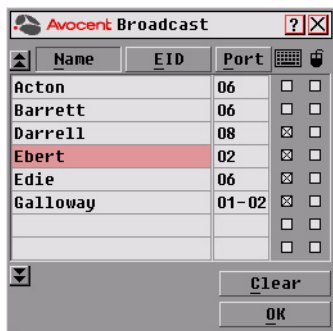 Avocent Broadcast ? X
Name EID Port
Acton 06
Barrett 06
Darrell 08
Ebert 02
Edie 06
Galloway 01-02
Clear
OK